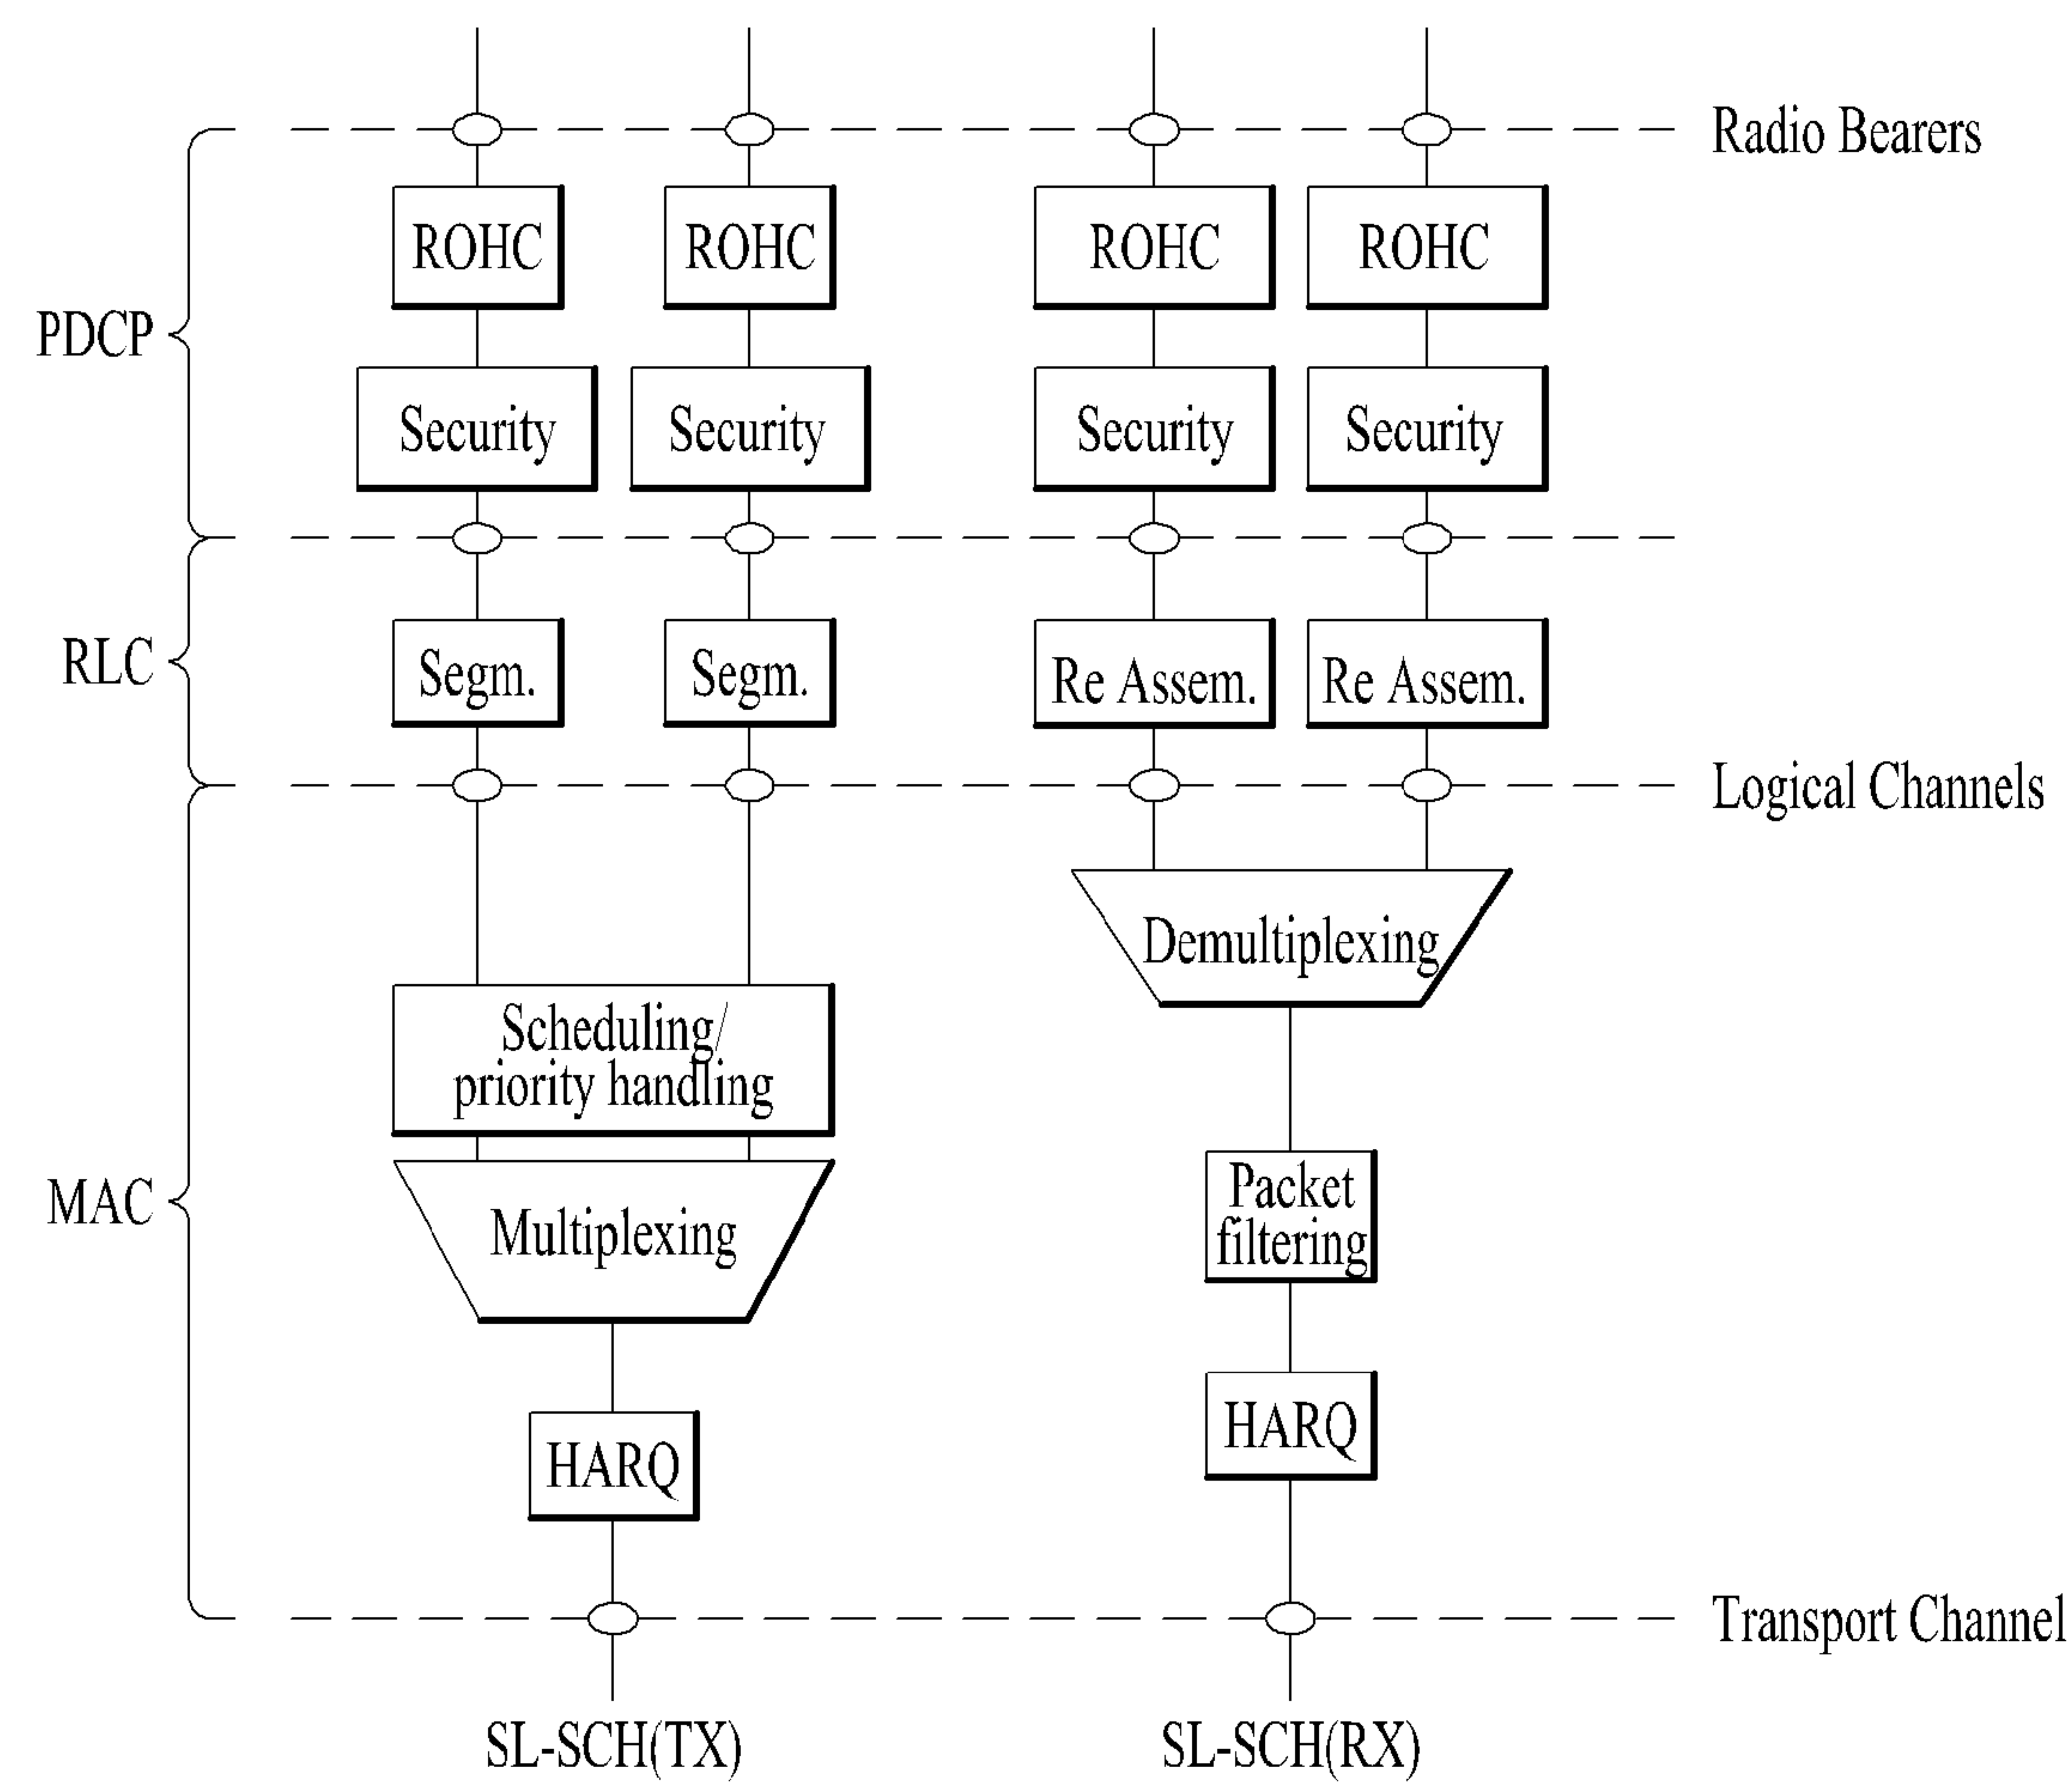 Radio Bearers
ROHC
ROHC
ROHC
ROHC
PDCP
Security
Security
Security
Security
RLC
Segm.
Segm.
Re Assem.
Re Assem.
Logical Channels
Demultiplexing
Scheduling/
priority handling
MAC
Multiplexing
Packet
filtering
HARQ
HARQ
Transport Channel
SL-SCH(TX)
SL-SCH(RX)